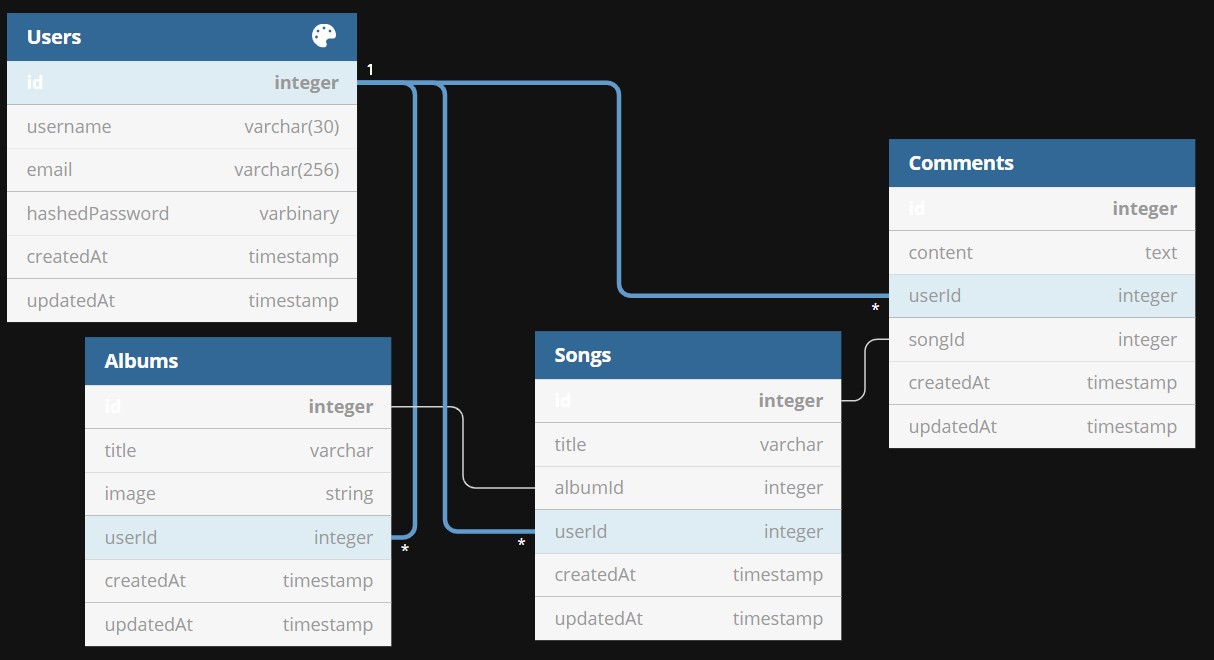 Users
id integer
username varchar(30)
email varchar(256)
hashedPassword varbinary
createdAt timestamp
updatedAt timestamp
1
Albums
id integer
title varchar
image string
userId integer
createdAt timestamp
updatedAt timestamp
*
Songs
id integer
title varchar
albumId integer
userId integer
createdAt timestamp
updatedAt timestamp
*
Comments
id integer
content text
userId integer
songId integer
createdAt timestamp
updatedAt timestamp
*